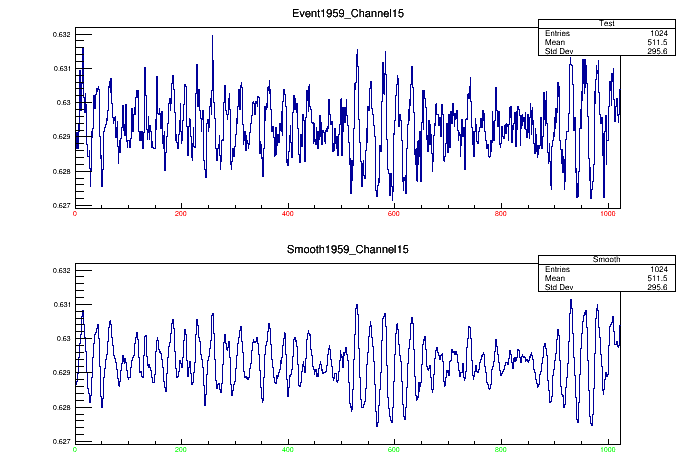 Event1959_Channel15
Test
Entries 1024
Mean 511.5
Std Dev 295.6
0.632
0.631
0.63
0.629
0.628
0.627
0 200 400 600 800 1000
Smooth1959_Channel15
Smooth
Entries 1024
Mean 511.5
Std Dev 295.6
0.632
0.631
0.63
0.629
0.628
0.627
0 200 400 600 800 1000